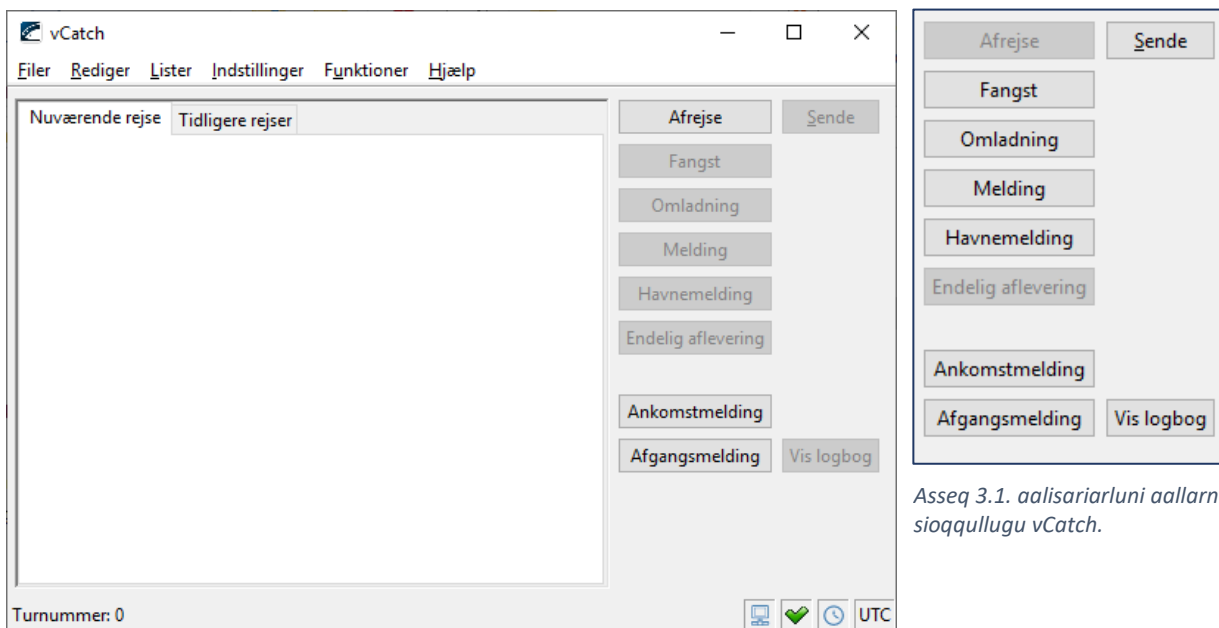 vCatch
Filer Rediger Lister Indstillinger Funktioner Hjælp
Nuværende rejse Tidligere rejser
Afrejse Sende
Fangst
Omladning
Melding
Havnemelding
Endelig aflevering
Ankomstmelding
Afgangsmelding Vis logbog
Turnummer: 0
UTC
Afrejse Sende
Fangst
Omladning
Melding
Havnemelding
Endelig aflevering
Ankomstmelding
Afgangsmelding Vis logbog
Asseq 3.1. aalisariarluni aallarn
sioqqullugu vCatch.